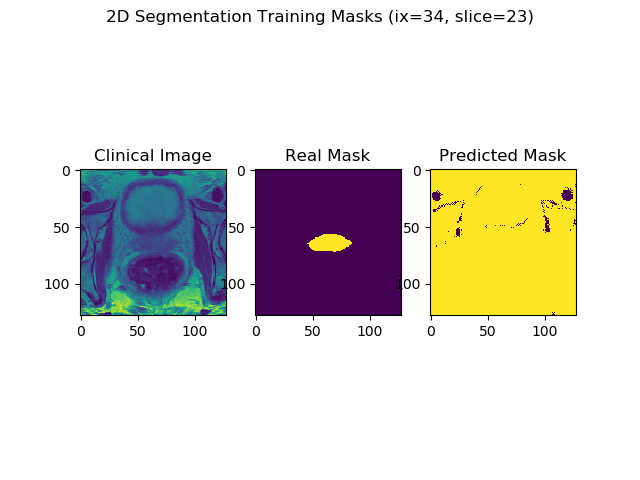 2D Segmentation Training Masks (ix=34, slice=23)
Clinical Image Real Mask Predicted Mask
0 0 0
50 50 50
100 100 100
0 50 100 0 50 100 0 50 100